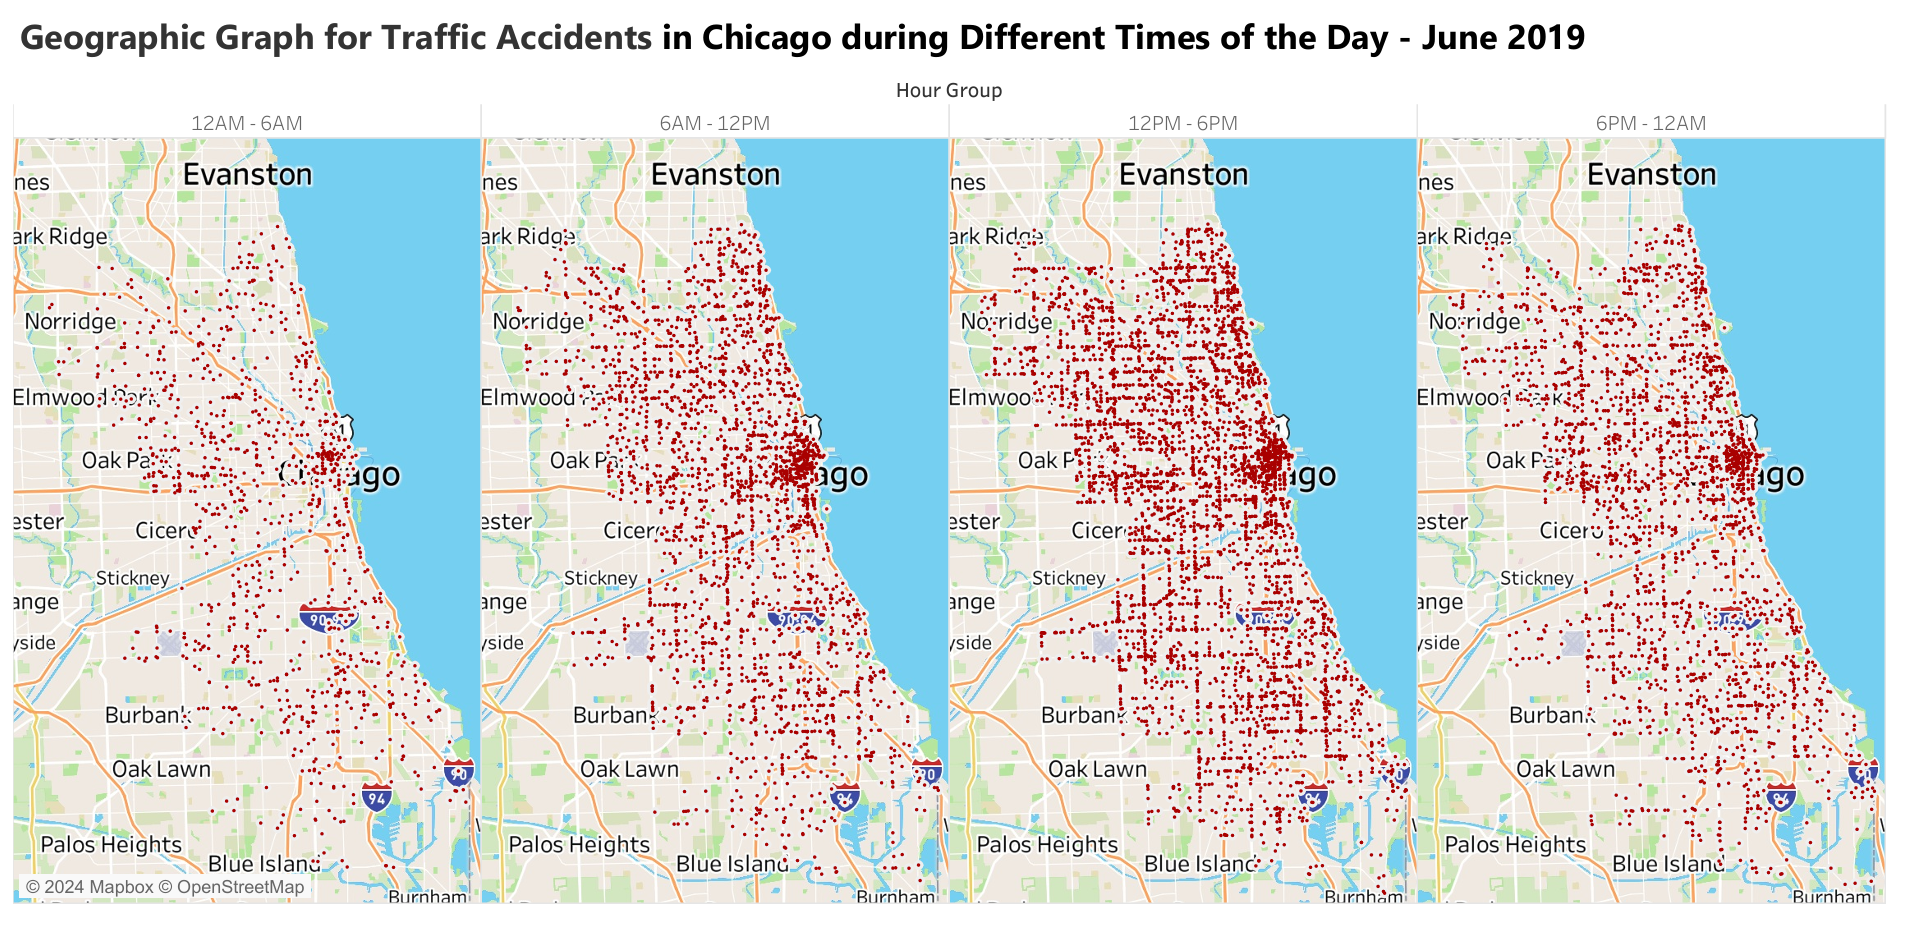 Geographic Graph for Traffic Accidents in Chicago during Different Times of the Day - June 2019
Hour Group
12AM - 6AM
6AM - 12PM
12PM - 6PM
6PM - 12AM
Evanston
nes
ark Ridge
Norridge
Elmwood Park
Oak Pa
ago
Cicero
ester
Stickney
ange
yside
90
Burbank
Oak Lawn
90
94
Palos Heights
Blue Island
© 2024 Mapbox © OpenStreetMap
Burnham
Evanston
nes
ark Ridge
Norridge
Elmwood Pa
Oak Pa
ago
ester
Cicero
Stickney
ange
yside
Burbank
Oak Lawn
94
Palos Heights
Blue Island
Evanston
nes
ark Ridge
Norridge
Elmwoo
Oak P
ago
ester
Cicero
Stickney
ange
yside
Burbank
Oak Lawn
Palos Heights
Blue Island
Burnham
Evanston
nes
ark Ridge
Norridge
Elmwood Park
Oak Pa
ago
ester
Cicero
Stickney
ange
yside
Burbank
Oak Lawn
Palos Heights
Blue Island
Burnham